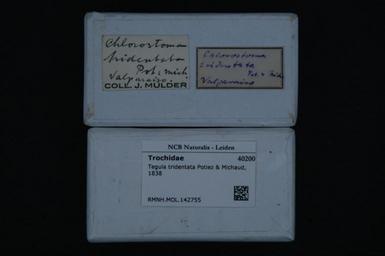 Chlorostoma
tridentata
Pot & mich
Valparaiso.
COLL. J. MULDER
tridentata
Pot. & Mich
Valparaiso
NCB Naturalis - Leiden
Trochidae 40200
Tegula tridentata Potiez & Michaud,
1838
RMNH.MOL.142755